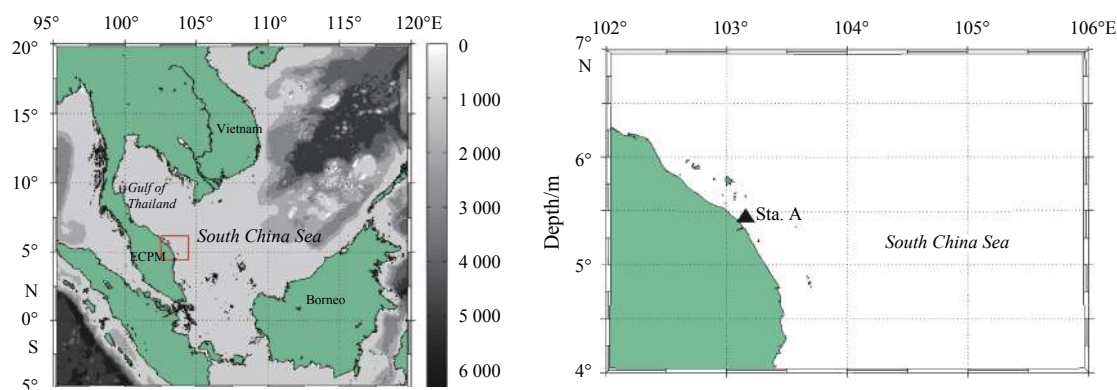 95° 100° 105° 110° 115° 120°E
20°
15°
10°
5°
N
0°
S
5°
Vietnam
Gulf of
Thailand
South China Sea
ECPM
Borneo
0
1 000
2 000
3 000
4 000
5 000
6 000
Depth/m
102° 103° 104° 105° 106°E
7°
N
6°
5°
4°
Sta. A
South China Sea